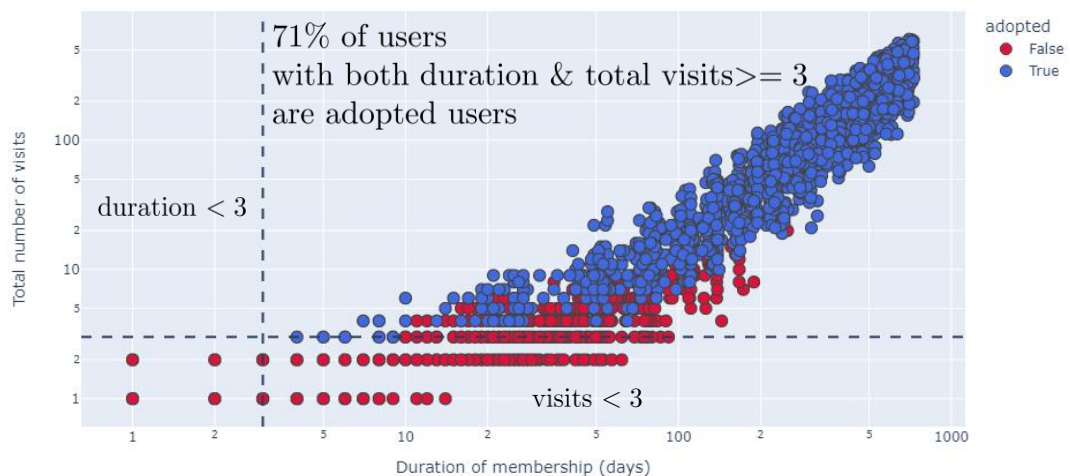 71% of users
with both duration & total visits>= 3
are adopted users
adopted
False
True
5
2
100
5
duration < 3
2
10
5
2
1
visits < 3
Total number of visits
1
2
5
10
2
5
100
2
5
1000
Duration of membership (days)